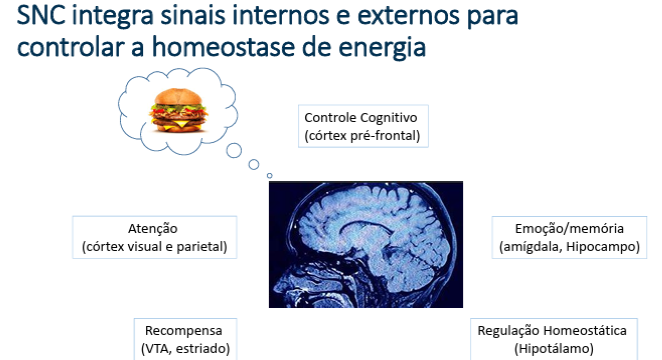 SNC integra sinais internos e externos para
controlar a homeostase de energia
Controle Cognitivo
(córtex pré-frontal)
Atenção
(córtex visual e parietal)
Emoção/memória
(amígdala, Hipocampo)
Recompensa
(VTA, estriado)
Regulação Homeostática
(Hipotálamo)